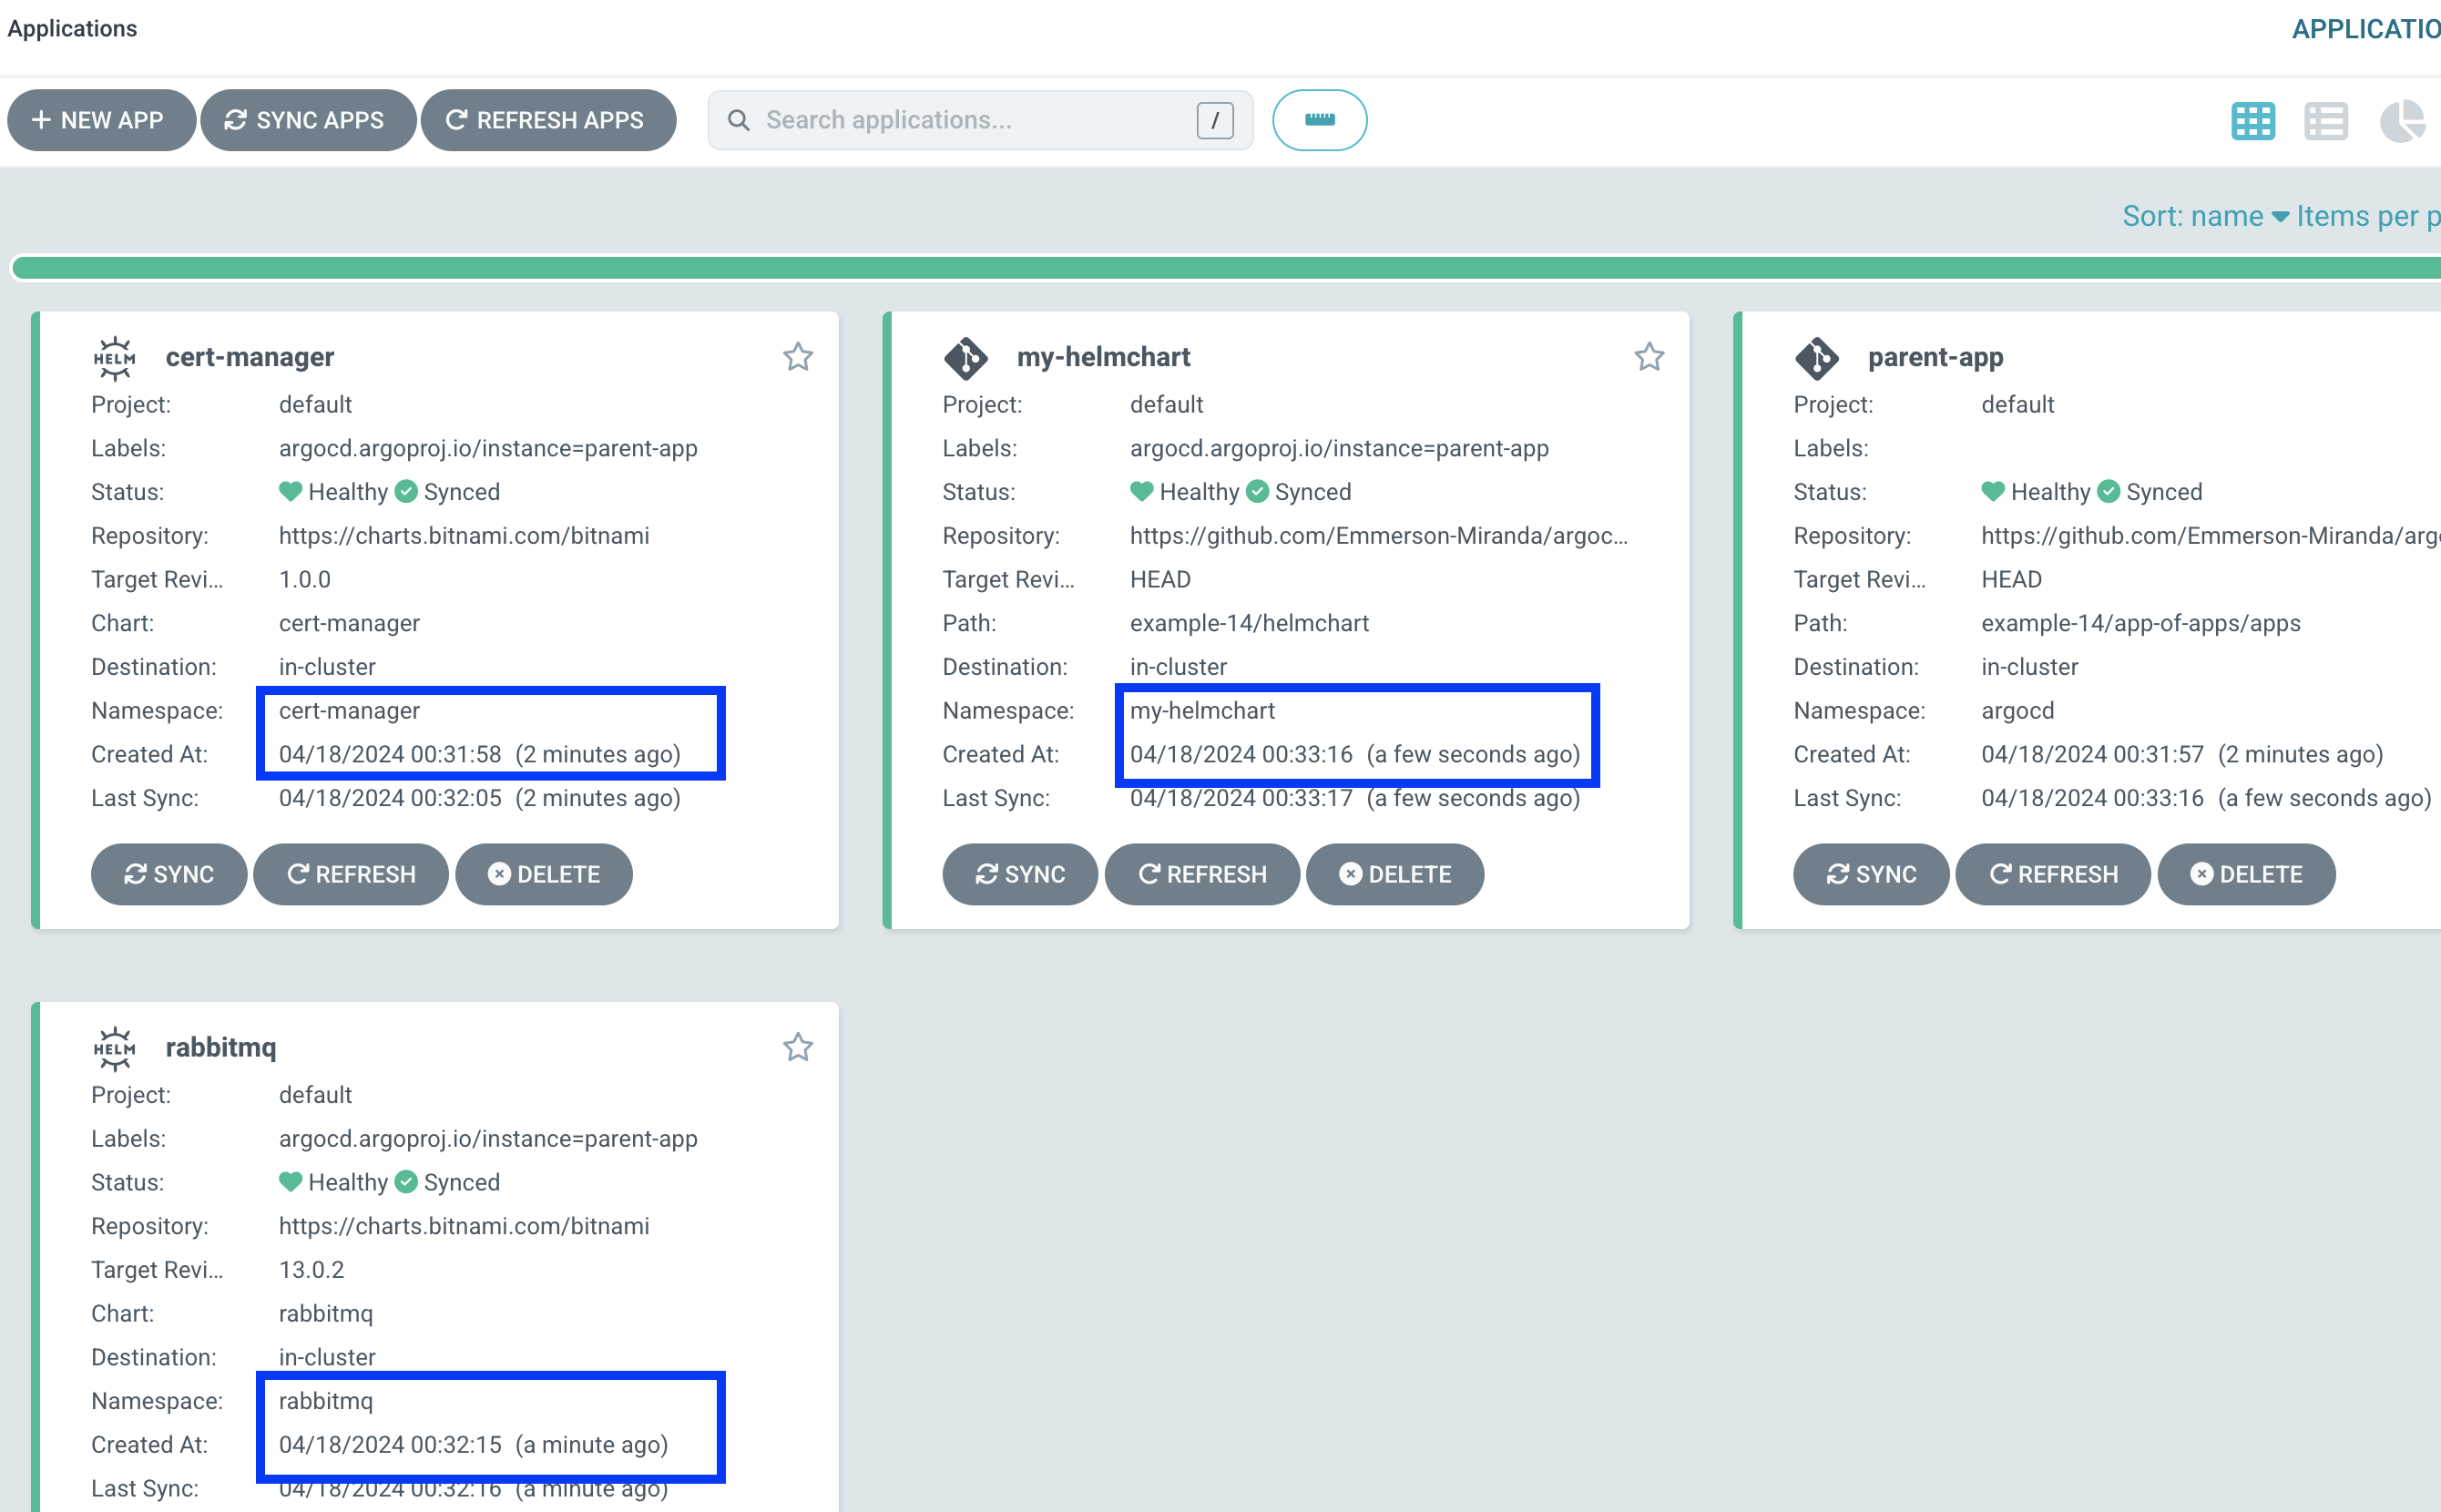 Applications
APPLICATIO
NEW APP
SYNC APPS
REFRESH APPS
Search applications...
/
Sort: name
Items per p
HELM
cert-manager
Project: default
Labels: argocd.argoproj.io/instance=parent-app
Status: Healthy Synced
Repository: https://charts.bitnami.com/bitnami
Target Revi... 1.0.0
Chart: cert-manager
Destination: in-cluster
Namespace: cert-manager
Created At: 04/18/2024 00:31:58 (2 minutes ago)
Last Sync: 04/18/2024 00:32:05 (2 minutes ago)
SYNC REFRESH DELETE
my-helmchart
Project: default
Labels: argocd.argoproj.io/instance=parent-app
Status: Healthy Synced
Repository: https://github.com/Emmerson-Miranda/argoc...
Target Revi... HEAD
Path: example-14/helmchart
Destination: in-cluster
Namespace: my-helmchart
Created At: 04/18/2024 00:33:16 (a few seconds ago)
Last Sync: 04/18/2024 00:33:17 (a few seconds ago)
SYNC REFRESH DELETE
parent-app
Project: default
Labels:
Status: Healthy Synced
Repository: https://github.com/Emmerson-Miranda/arg
Target Revi... HEAD
Path: example-14/app-of-apps/apps
Destination: in-cluster
Namespace: argocd
Created At: 04/18/2024 00:31:57 (2 minutes ago)
Last Sync: 04/18/2024 00:33:16 (a few seconds ago)
SYNC REFRESH DELETE
HELM
rabbitmq
Project: default
Labels: argocd.argoproj.io/instance=parent-app
Status: Healthy Synced
Repository: https://charts.bitnami.com/bitnami
Target Revi... 13.0.2
Chart: rabbitmq
Destination: in-cluster
Namespace: rabbitmq
Created At: 04/18/2024 00:32:15 (a minute ago)
Last Sync: 04/18/2024 00:32:16 (a minute ago)